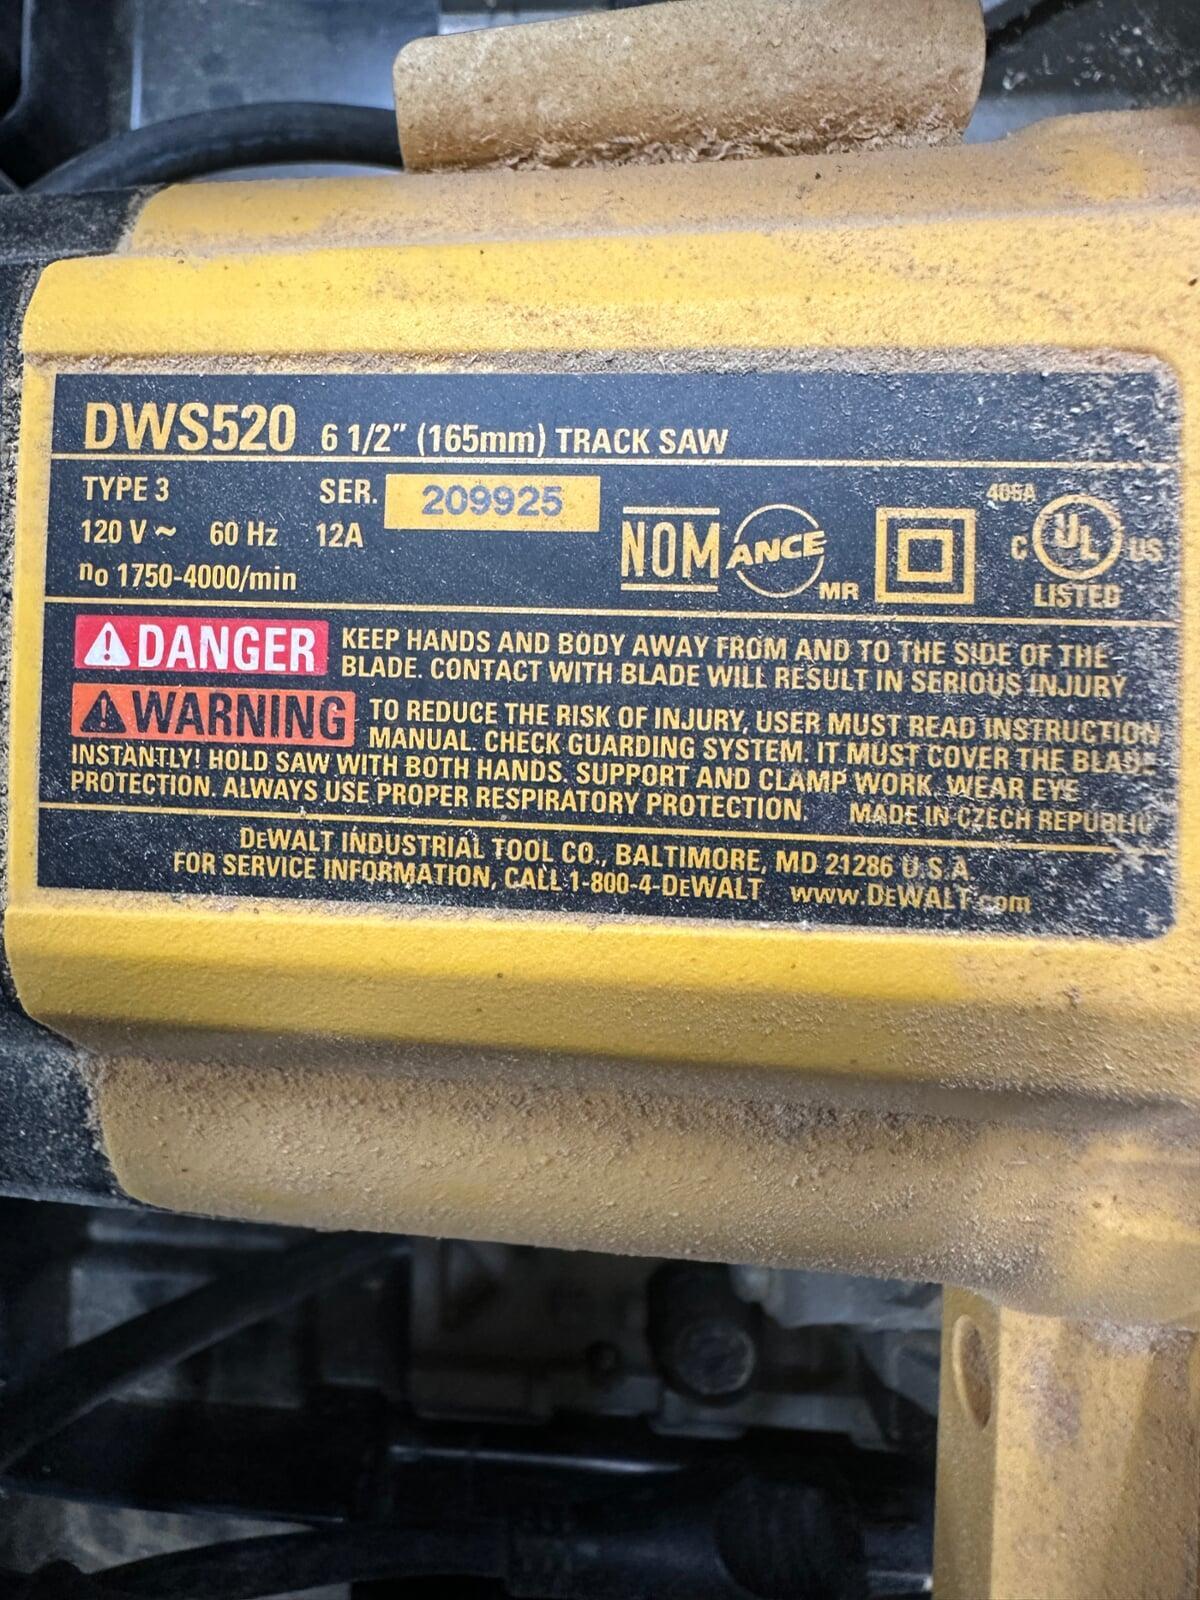 DWS520 6 1/2" (165mm) TRACK SAW
TYPE 3 SER. 209925
120 V ~ 60 Hz 12A
no 1750-4000/min
NOM ANCE MR
406A
C UL US
LISTED
DANGER KEEP HANDS AND BODY AWAY FROM AND TO THE SIDE OF THE
BLADE. CONTACT WITH BLADE WILL RESULT IN SERIOUS INJURY
WARNING TO REDUCE THE RISK OF INJURY, USER MUST READ INSTRUCTION
MANUAL. CHECK GUARDING SYSTEM. IT MUST COVER THE BLADE
INSTANTLY! HOLD SAW WITH BOTH HANDS. SUPPORT AND CLAMP WORK. WEAR EYE
PROTECTION. ALWAYS USE PROPER RESPIRATORY PROTECTION. MADE IN CZECH REPUBLIC
DEWALT INDUSTRIAL TOOL CO., BALTIMORE, MD 21286 U.S.A.
FOR SERVICE INFORMATION, CALL 1-800-4-DEWALT www.DEWALT.com